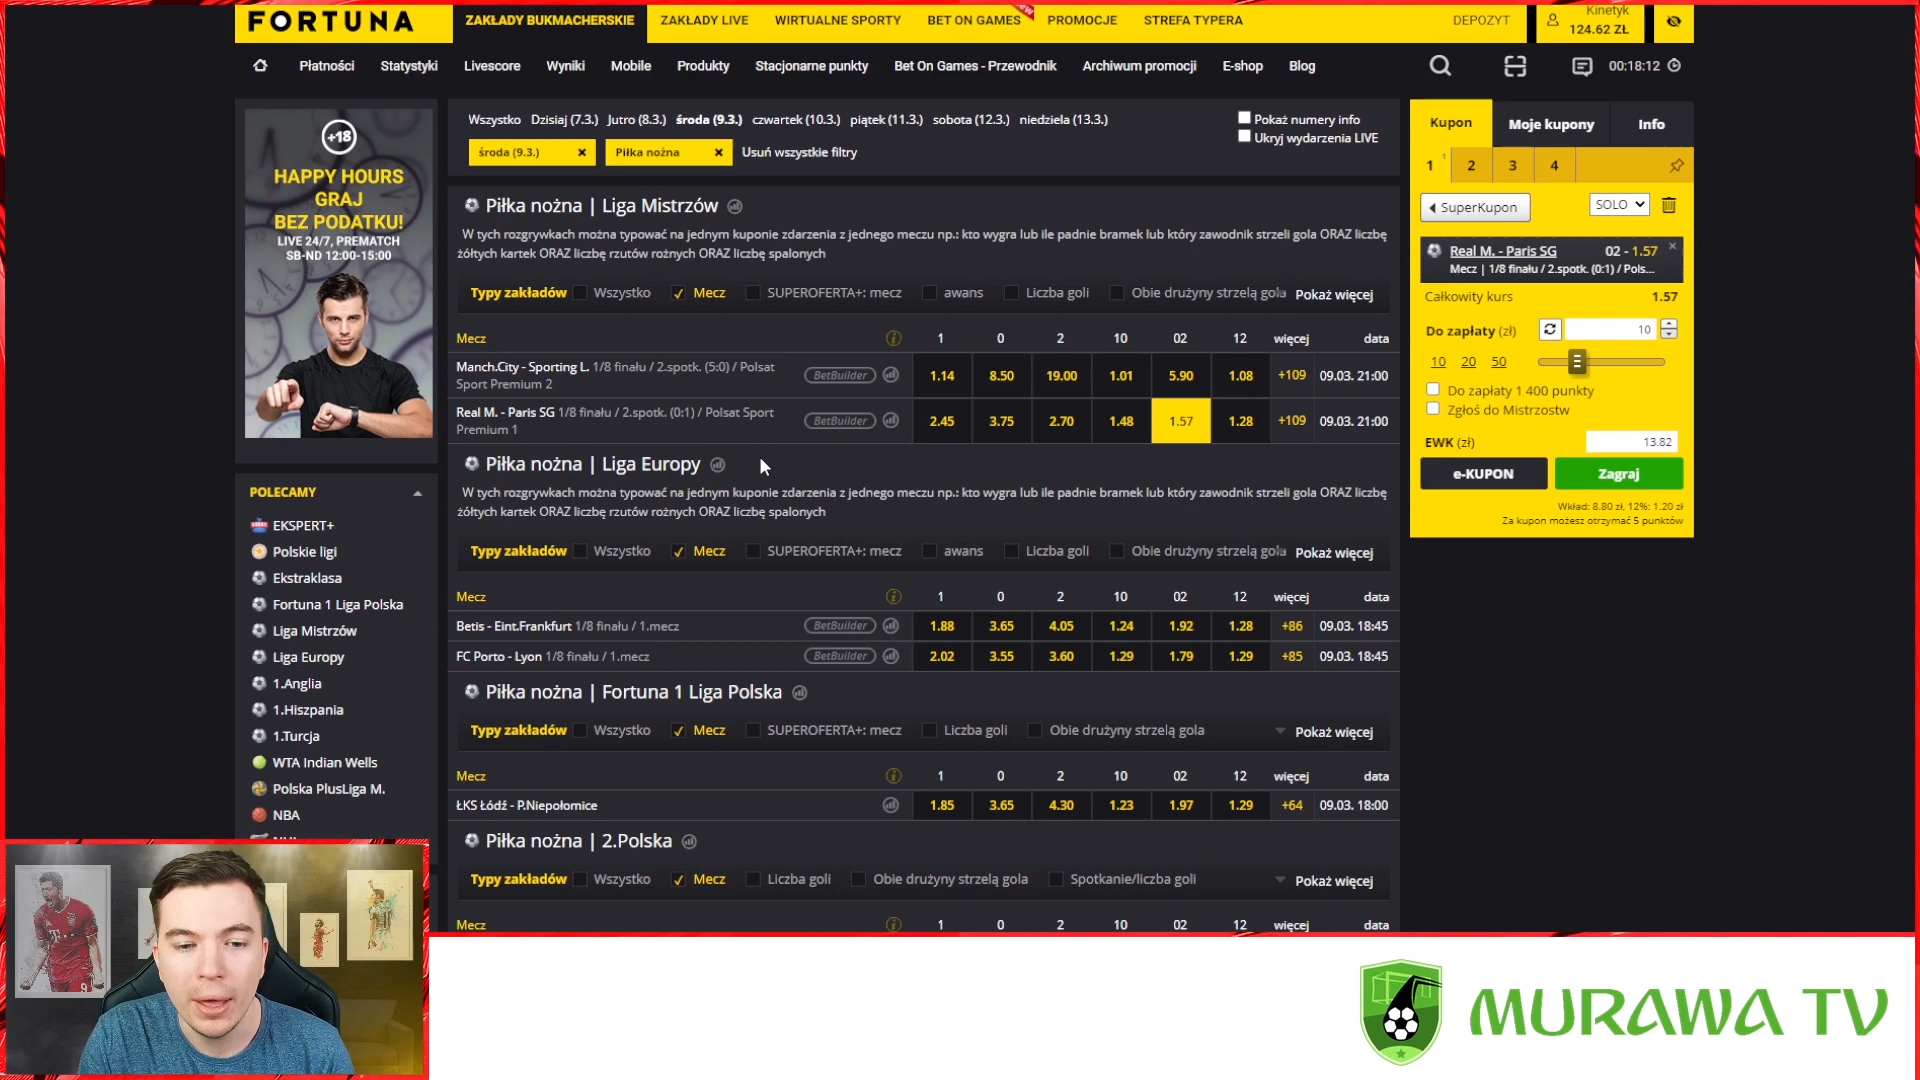 FORTUNA
ZAKŁADY BUKMACHERSKIE ZAKŁADY LIVE WIRTUALNE SPORTY BET ON GAMES PROMOCJE STREFA TYPERA DEPOZYT
Kinetyk
124.62 ZŁ
Płatności Statystyki Livescore Wyniki Mobile Produkty Stacjonarne punkty Bet On Games - Przewodnik Archiwum promocji E-shop Blog 00:18:12
+18
HAPPY HOURS
GRAJ
BEZ PODATKU!
LIVE 24/7, PREMATCH
SB-ND 12:00-15:00
POLECAMY
EKSPERT+
Polskie ligi
Ekstraklasa
Fortuna 1 Liga Polska
Liga Mistrzów
Liga Europy
1.Anglia
1.Hiszpania
1.Turcja
WTA Indian Wells
Polska PlusLiga M.
NBA
Wszystko Dzisiaj (7.3.) Jutro (8.3.) środa (9.3.) czwartek (10.3.) piątek (11.3.) sobota (12.3.) niedziela (13.3.)
Pokaż numery info
Ukryj wydarzenia LIVE
środa (9.3.) × Piłka nożna × Usuń wszystkie filtry
Piłka nożna | Liga Mistrzów
W tych rozgrywkach można typować na jednym kuponie zdarzenia z jednego meczu np.: kto wygra lub ile padnie bramek lub który zawodnik strzeli gola ORAZ liczbę
żółtych kartek ORAZ liczbę rzutów rożnych ORAZ liczbę spalonych
Typy zakładów Wszystko ✓ Mecz SUPEROFERTA+: mecz awans Liczba goli Obie drużyny strzelą gola Pokaż więcej
Mecz 1 0 2 10 02 12 więcej data
Manch.City - Sporting L. 1/8 finału / 2.spotk. (5:0) / Polsat
Sport Premium 2
BetBuilder 1.14 8.50 19.00 1.01 5.90 1.08 +109 09.03. 21:00
Real M. - Paris SG 1/8 finału / 2.spotk. (0:1) / Polsat Sport
Premium 1
BetBuilder 2.45 3.75 2.70 1.48 1.57 1.28 +109 09.03. 21:00
Piłka nożna | Liga Europy
W tych rozgrywkach można typować na jednym kuponie zdarzenia z jednego meczu np.: kto wygra lub ile padnie bramek lub który zawodnik strzeli gola ORAZ liczbę
żółtych kartek ORAZ liczbę rzutów rożnych ORAZ liczbę spalonych
Typy zakładów Wszystko ✓ Mecz SUPEROFERTA+: mecz awans Liczba goli Obie drużyny strzelą gola Pokaż więcej
Mecz 1 0 2 10 02 12 więcej data
Betis - Eint.Frankfurt 1/8 finału / 1.mecz BetBuilder 1.88 3.65 4.05 1.24 1.92 1.28 +86 09.03. 18:45
FC Porto - Lyon 1/8 finału / 1.mecz BetBuilder 2.02 3.55 3.60 1.29 1.79 1.29 +85 09.03. 18:45
Piłka nożna | Fortuna 1 Liga Polska
Typy zakładów Wszystko ✓ Mecz SUPEROFERTA+: mecz Liczba goli Obie drużyny strzelą gola Pokaż więcej
Mecz 1 0 2 10 02 12 więcej data
ŁKS Łódź - P.Niepołomice 1.85 3.65 4.30 1.23 1.97 1.29 +64 09.03. 18:00
Piłka nożna | 2.Polska
Typy zakładów Wszystko ✓ Mecz Liczba goli Obie drużyny strzelą gola Spotkanie/liczba goli Pokaż więcej
Mecz 1 0 2 10 02 12 więcej data
Kupon Moje kupony Info
1 1 2 3 4
SuperKupon SOLO
Real M. - Paris SG 02 - 1.57 ×
Mecz | 1/8 finału / 2.spotk. (0:1) / Pols...
Całkowity kurs 1.57
Do zapłaty (zł) 10
10 20 50
Do zapłaty 1 400 punkty
Zgłoś do Mistrzostw
EWK (zł) 13.82
e-KUPON Zagraj
Wkład: 8.80 zł, 12%: 1.20 zł
Za kupon możesz otrzymać 5 punktów
9
MURAWA TV